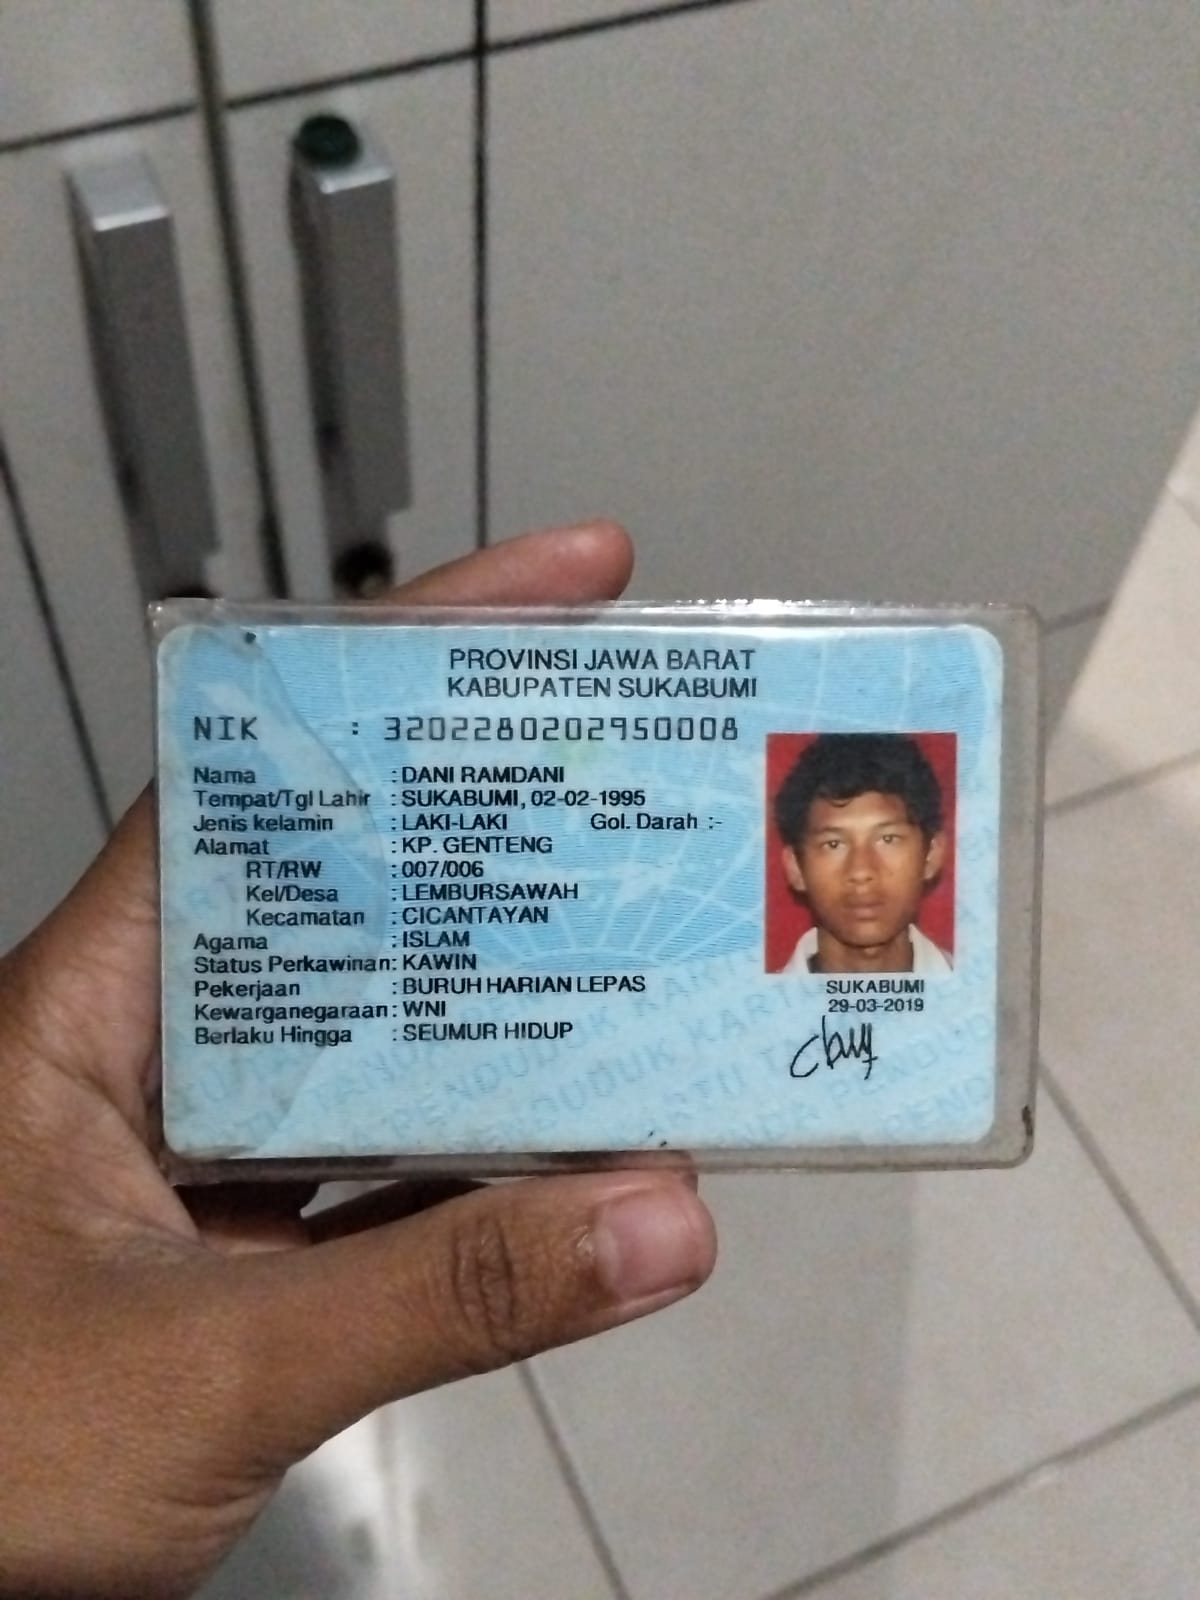 PROVINSI JAWA BARAT
KABUPATEN SUKABUMI
NIK : 3202280202950008
Nama : DANI RAMDANI
Tempat/Tgl Lahir : SUKABUMI, 02-02-1995
Jenis kelamin : LAKI-LAKI Gol. Darah :-
Alamat : KP. GENTENG
RT/RW : 007/006
Kel/Desa : LEMBURSAWAH
Kecamatan : CICANTAYAN
Agama : ISLAM
Status Perkawinan: KAWIN
Pekerjaan : BURUH HARIAN LEPAS
Kewarganegaraan: WNI
Berlaku Hingga : SEUMUR HIDUP
SUKABUMI
29-03-2019